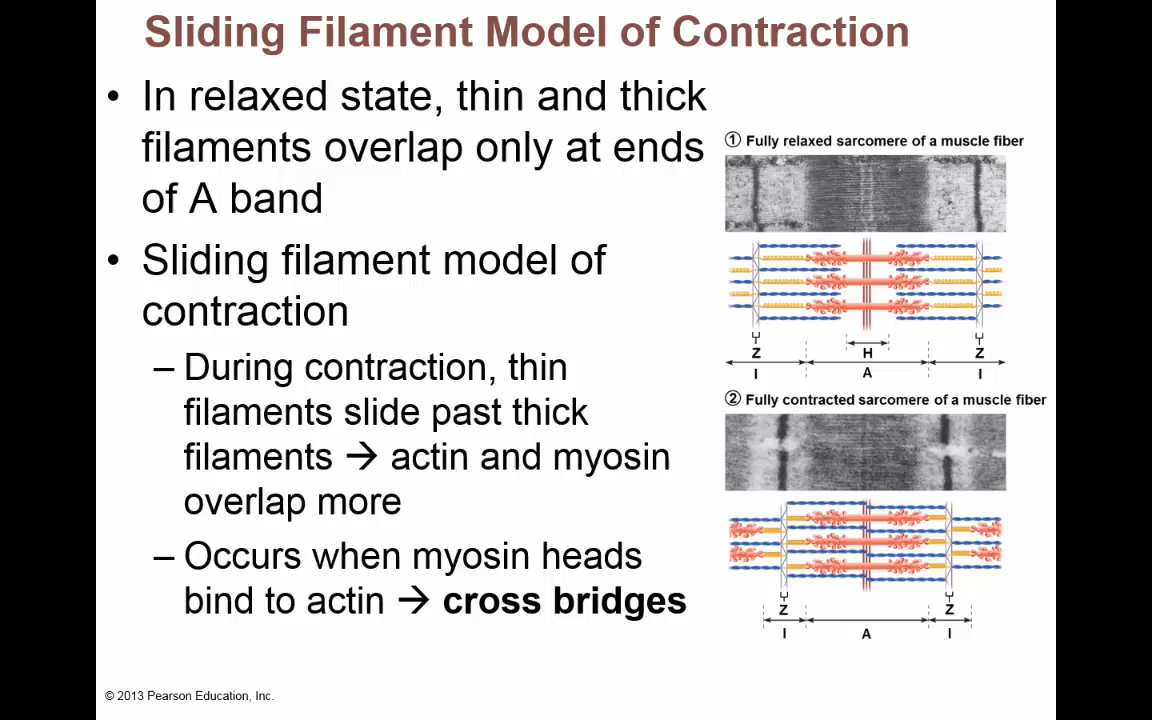 Sliding Filament Model of Contraction
• In relaxed state, thin and thick
filaments overlap only at ends
of A band
• Sliding filament model of
contraction
– During contraction, thin
filaments slide past thick
filaments → actin and myosin
overlap more
– Occurs when myosin heads
bind to actin → cross bridges
① Fully relaxed sarcomere of a muscle fiber
Z H Z
I A I
② Fully contracted sarcomere of a muscle fiber
Z Z
I A I
© 2013 Pearson Education, Inc.